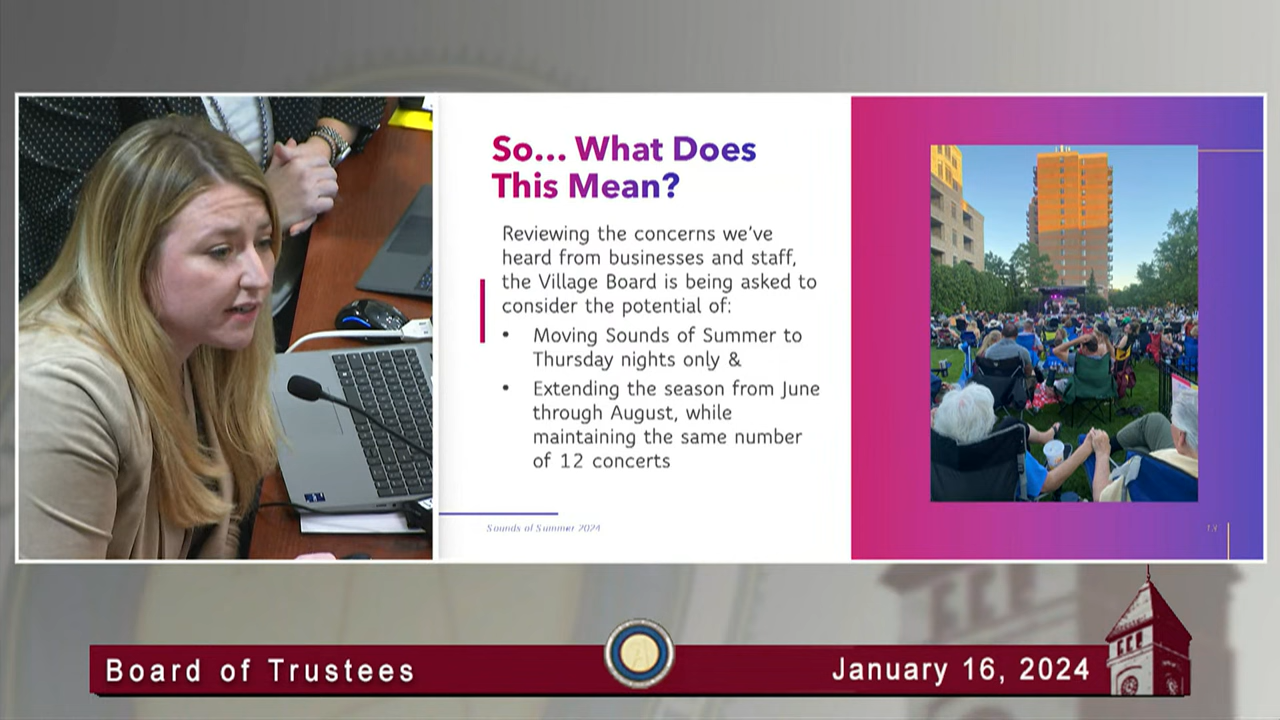 So... What Does
This Mean?
Reviewing the concerns we've
heard from businesses and staff,
the Village Board is being asked to
consider the potential of:
• Moving Sounds of Summer to
Thursday nights only &
• Extending the season from June
through August, while
maintaining the same number
of 12 concerts
Sounds of Summer 2024
13
Board of Trustees
January 16, 2024